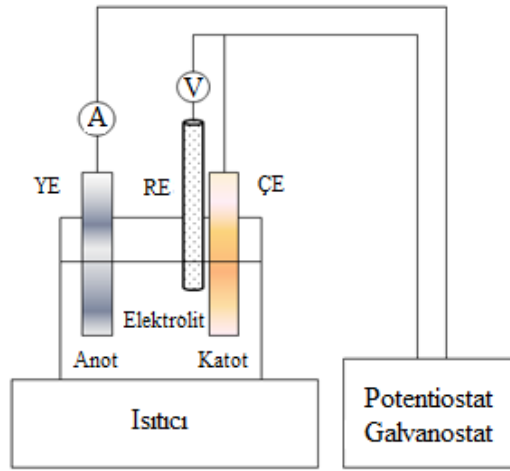 A
V
YE
RE
ÇE
Elektrolit
Anot
Katot
Isıtıcı
Potentiostat
Galvanostat